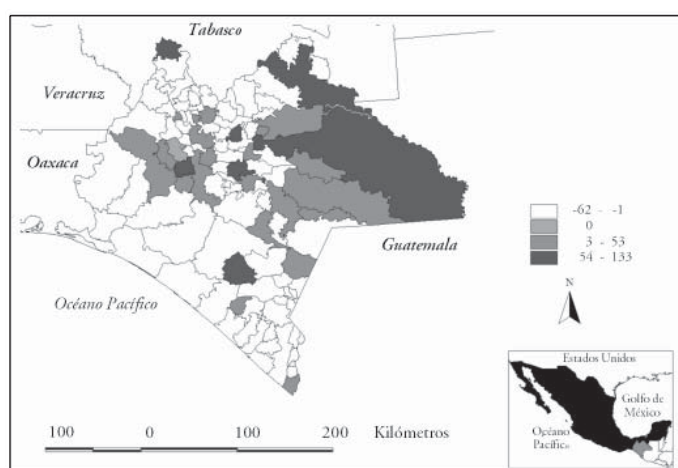 Tabasco
Veracruz
Oaxaca
Guatemala
-62 - -1
0
3 - 53
54 - 133
N
Océano Pacífico
Estados Unidos
Golfo de
México
Océano
Pacífico
100 0 100 200 Kilómetros